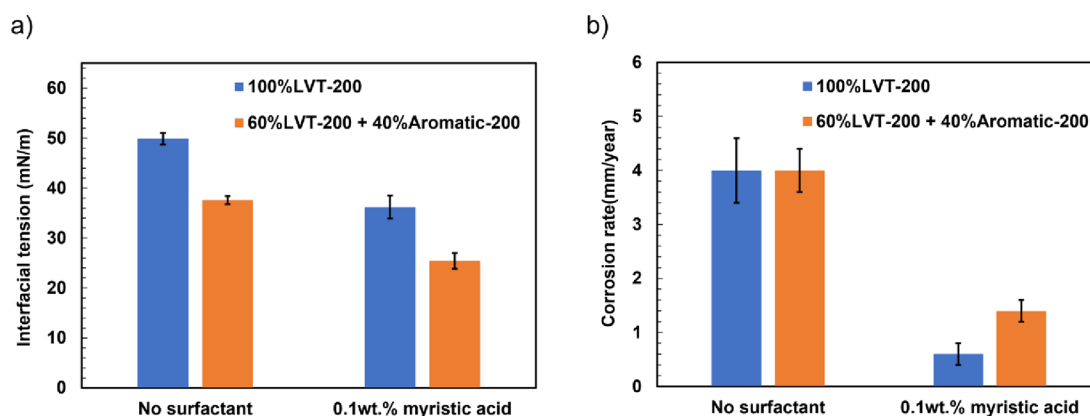 a)
Interfacial tension (mN/m)
60
50
40
30
20
10
0
100%LVT-200
60%LVT-200 + 40%Aromatic-200
No surfactant
0.1wt.% myristic acid
b)
Corrosion rate(mm/year)
6
5
4
3
2
1
0
100%LVT-200
60%LVT-200 + 40%Aromatic-200
No surfactant
0.1wt.% myristic acid